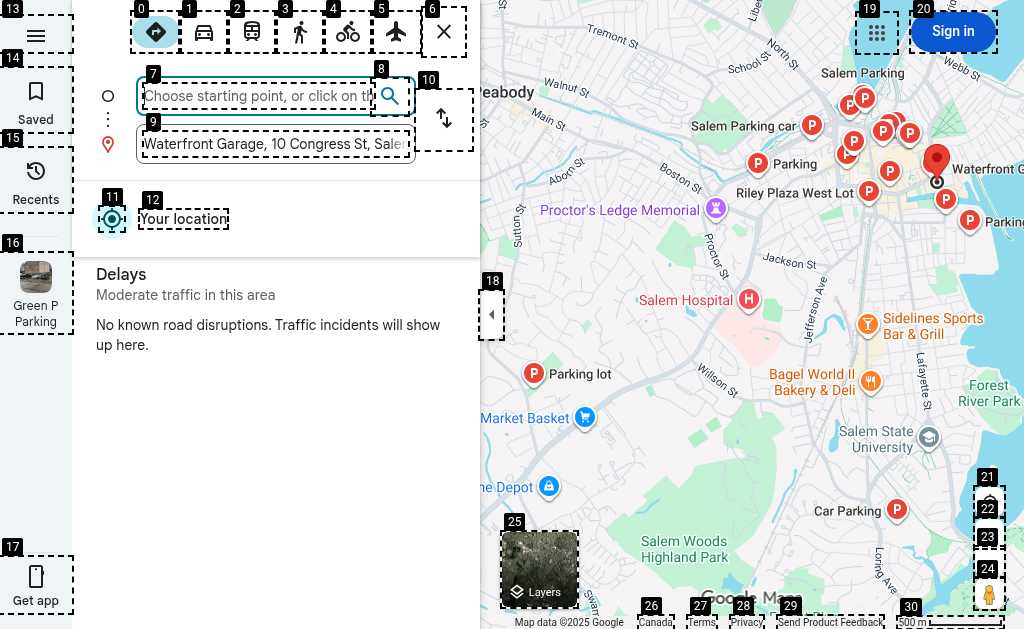 13
0
1
2
3
4
5
6
19
20
Sign in
14
Saved
15
Recents
16
Green P
Parking
17
Get app
7
8
Choose starting point, or click on th
10
9
Waterfront Garage, 10 Congress St, Saler
11
12
Your location
Delays
Moderate traffic in this area
No known road disruptions. Traffic incidents will show
up here.
18
Tremont St
North St
School St
Webb St
Salem Parking
Walnut St
Peabody
Main St
Salem Parking car
Aborn St
Boston St
Parking
Waterfront G
Riley Plaza West Lot
Proctor's Ledge Memorial
Sutton St
Parking
Proctor St
Jackson St
Salem Hospital
Jefferson Ave
Sidelines Sports
Bar & Grill
Willson St
Lafayette St
Parking lot
Bagel World II
Bakery & Deli
Forest
River Park
Market Basket
Salem State
University
21
22
23
24
ne Depot
Car Parking
25
Layers
Salem Woods
Highland Park
Loring Ave
Swam
Google Maps
26
27
28
29
30
Map data ©2025 Google
Canada
Terms
Privacy
Send Product Feedback
500 m